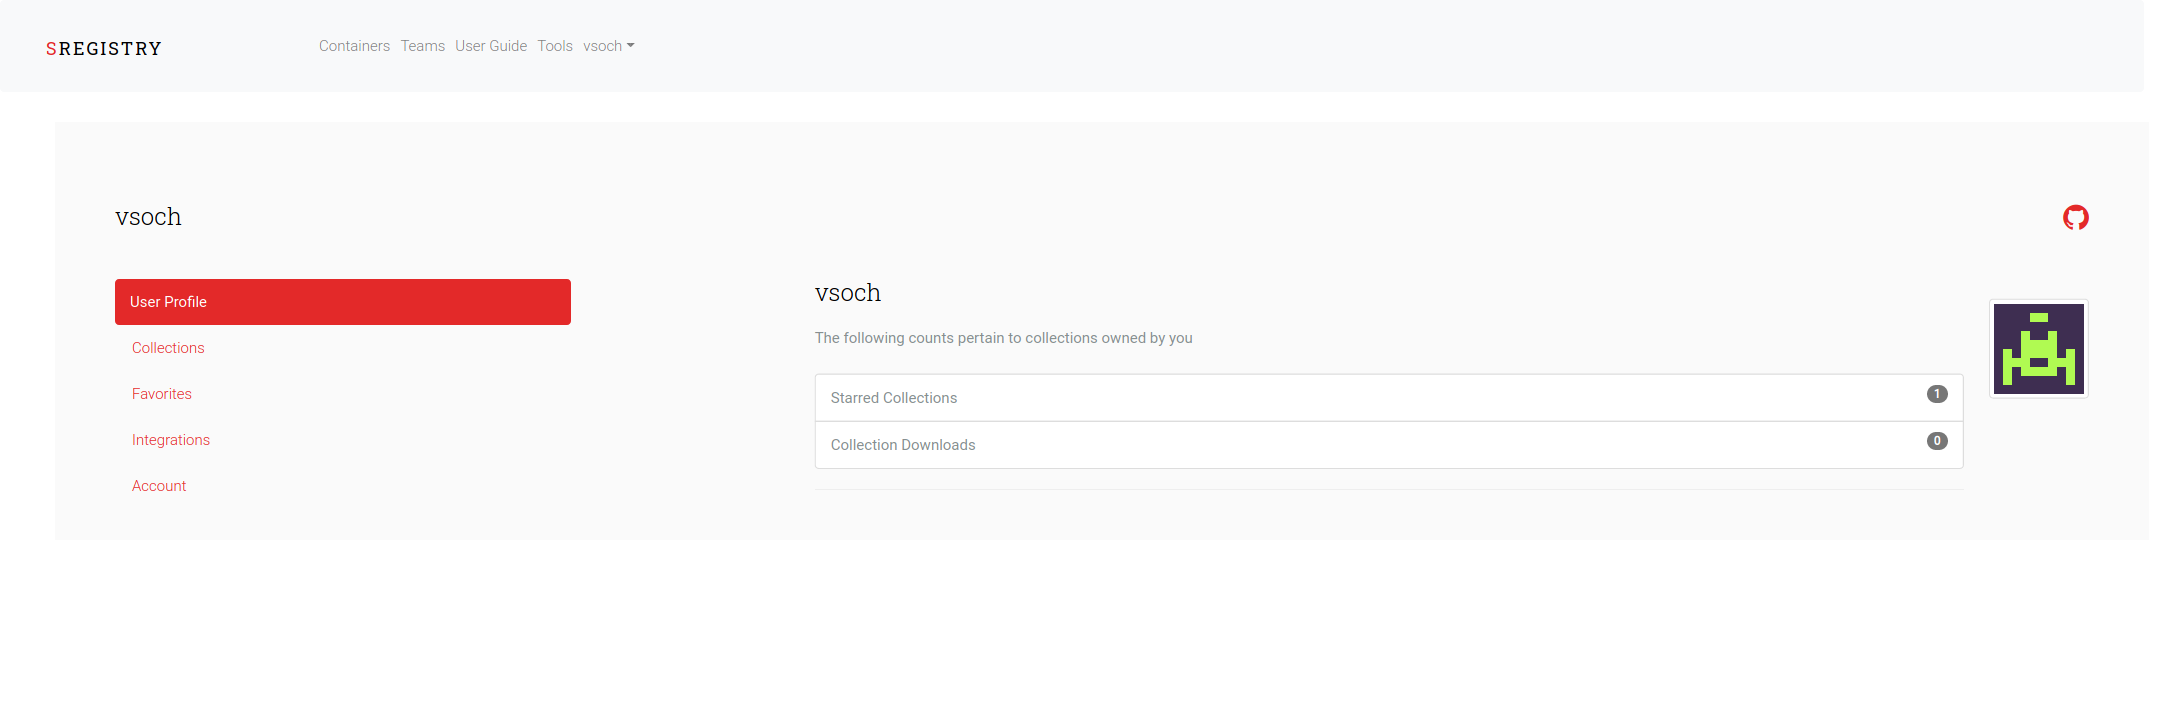 SREGISTRY
Containers Teams User Guide Tools vsoch
vsoch
User Profile
Collections
Favorites
Integrations
Account
vsoch
The following counts pertain to collections owned by you
Starred Collections 1
Collection Downloads 0